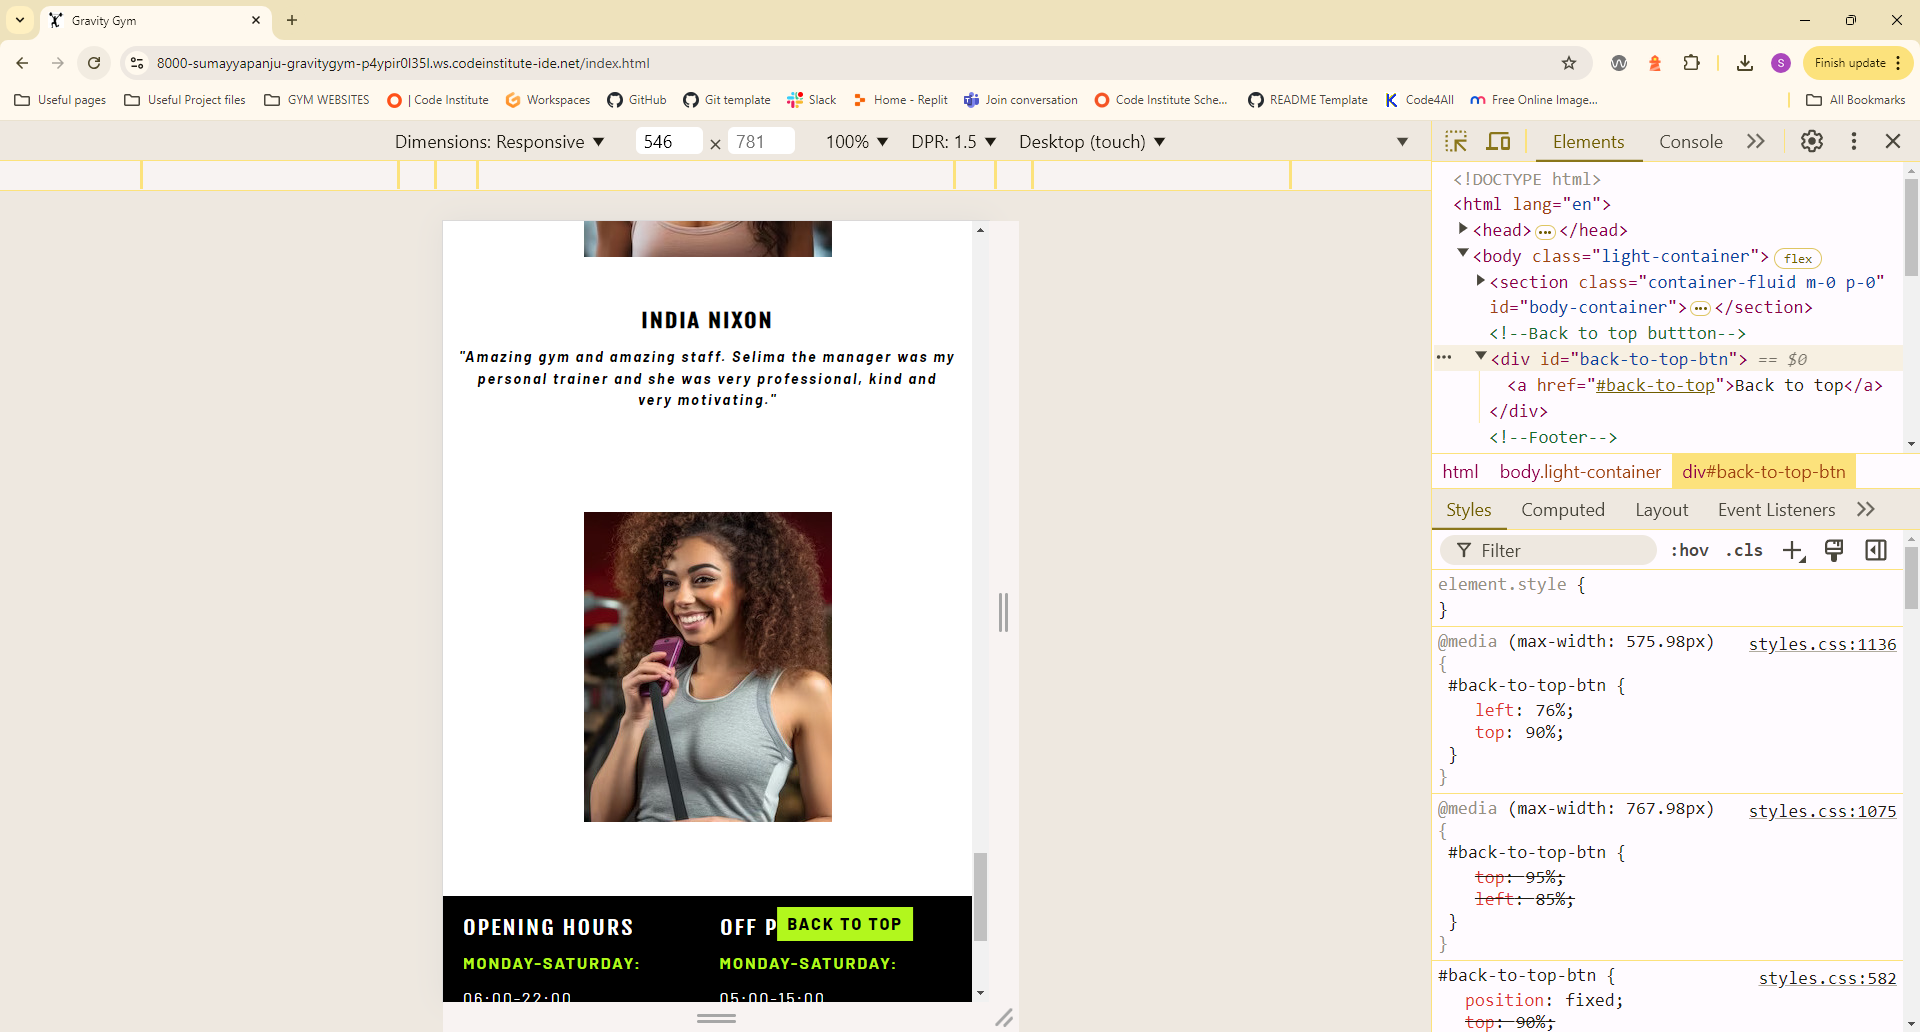 Gravity Gym
8000-sumayyapanju-gravitygym-p4ypir0l35l.ws.codeinstitute-ide.net/index.html
S
Finish update
Useful pages
Useful Project files
GYM WEBSITES
| Code Institute
Workspaces
GitHub
Git template
Slack
Home - Replit
Join conversation
Code Institute Sche...
README Template
Code4All
Free Online Image...
All Bookmarks
Dimensions: Responsive
546 × 781
100%
DPR: 1.5
Desktop (touch)
INDIA NIXON
"Amazing gym and amazing staff. Selima the manager was my
personal trainer and she was very professional, kind and
very motivating."
OPENING HOURS
OFF P
BACK TO TOP
MONDAY-SATURDAY:
MONDAY-SATURDAY:
06:00-22:00
05:00-15:00
Elements
Console
<!DOCTYPE html>
<html lang="en">
<head>…</head>
<body class="light-container"> flex
<section class="container-fluid m-0 p-0"
id="body-container">…</section>
<!--Back to top buttton-->
<div id="back-to-top-btn"> == $0
<a href="#back-to-top">Back to top</a>
</div>
<!--Footer-->
html
body.light-container
div#back-to-top-btn
Styles
Computed
Layout
Event Listeners
Filter
:hov
.cls
element.style {
}
@media (max-width: 575.98px)
styles.css:1136
{
#back-to-top-btn {
left: 76%;
top: 90%;
}
}
@media (max-width: 767.98px)
styles.css:1075
{
#back-to-top-btn {
top: 95%;
left: 85%;
}
}
#back-to-top-btn {
styles.css:582
position: fixed;
top: 90%;